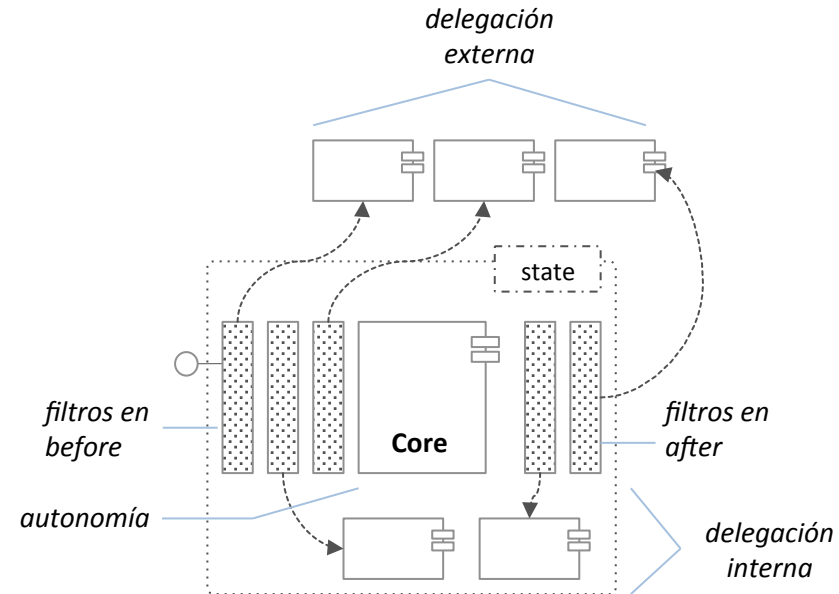 delegación
externa
state
filtros en
before
Core
filtros en
after
autonomía
delegación
interna